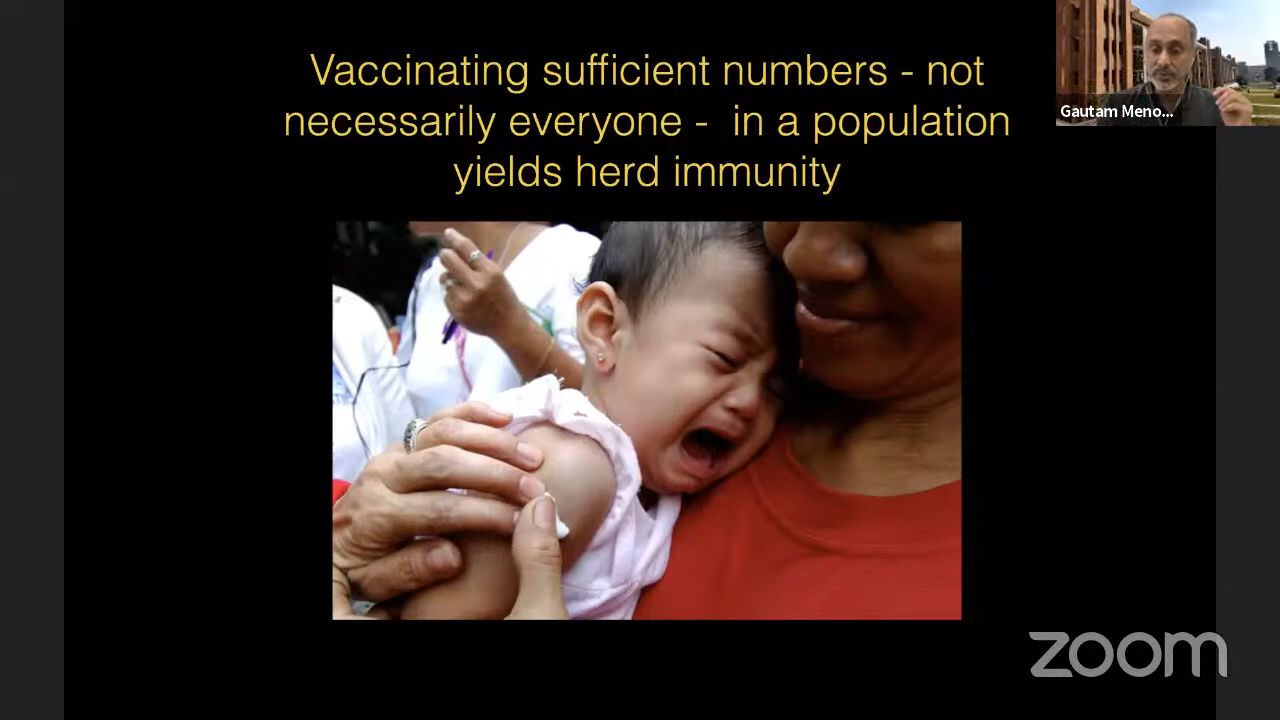 Vaccinating sufficient numbers - not
necessarily everyone - in a population
yields herd immunity
Gautam Meno...
zoom